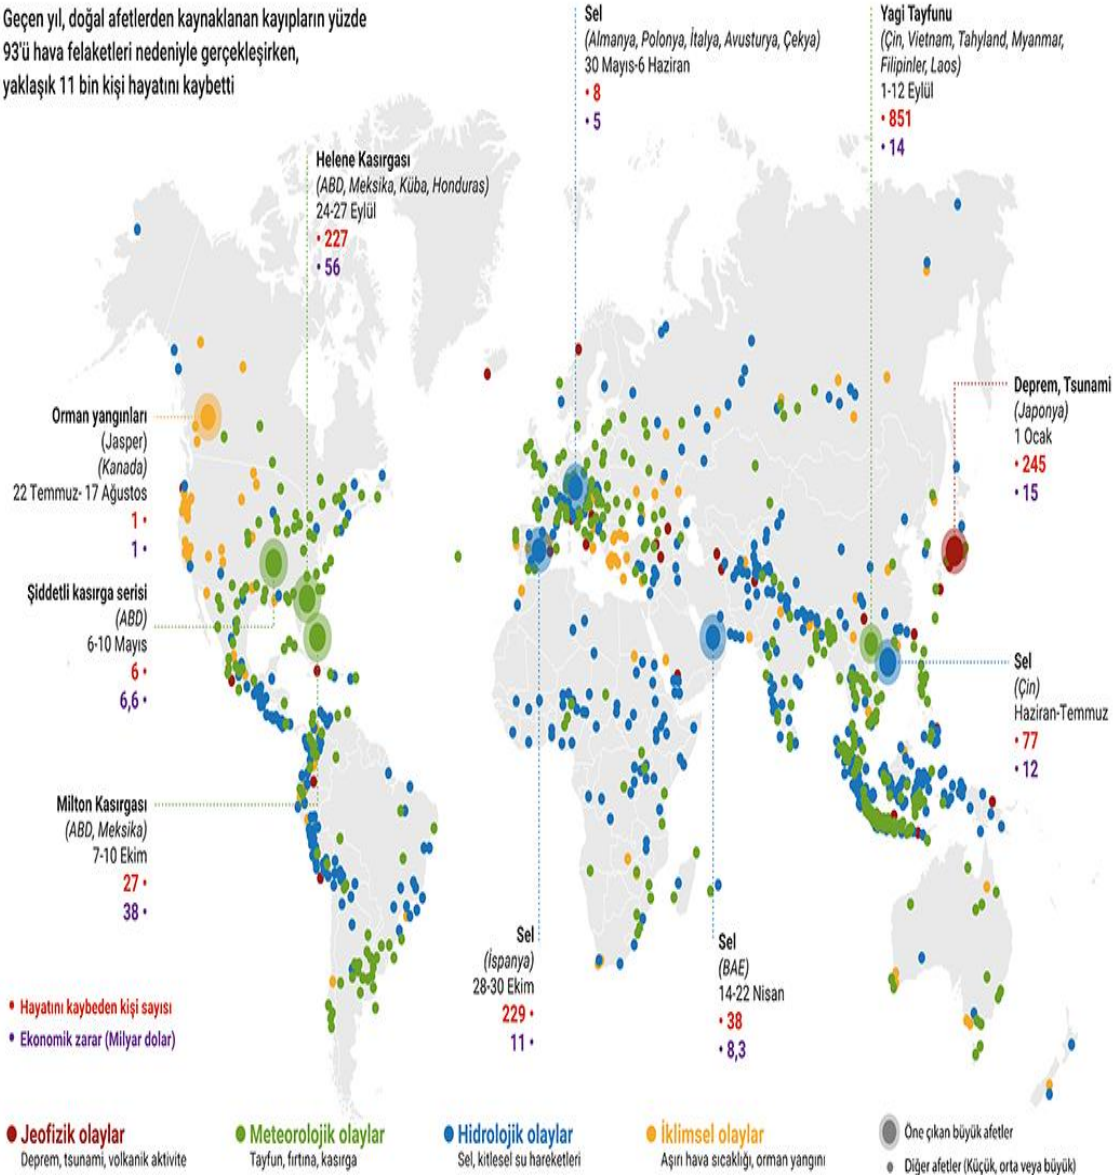 Geçen yıl, doğal afetlerden kaynaklanan kayıpların yüzde
93'ü hava felaketleri nedeniyle gerçekleşirken,
yaklaşık 11 bin kişi hayatını kaybetti
Sel
(Almanya, Polonya, İtalya, Avusturya, Çekya)
30 Mayıs-6 Haziran
• 8
• 5
Yagi Tayfunu
(Çin, Vietnam, Tahyland, Myanmar,
Filipinler, Laos)
1-12 Eylül
• 851
• 14
Helene Kasırgası
(ABD, Meksika, Küba, Honduras)
24-27 Eylül
• 227
• 56
Orman yangınları
(Jasper)
(Kanada)
22 Temmuz- 17 Ağustos
1 •
1 •
Deprem, Tsunami
(Japonya)
1 Ocak
• 245
• 15
Şiddetli kasırga serisi
(ABD)
6-10 Mayıs
6 •
6,6 •
Sel
(Çin)
Haziran-Temmuz
• 77
• 12
Milton Kasırgası
(ABD, Meksika)
7-10 Ekim
27 •
38 •
Sel
(İspanya)
28-30 Ekim
229 •
11 •
Sel
(BAE)
14-22 Nisan
• 38
• 8,3
• Hayatını kaybeden kişi sayısı
• Ekonomik zarar (Milyar dolar)
Jeofizik olaylar
Deprem, tsunami, volkanik aktivite
Meteorolojik olaylar
Tayfun, fırtına, kasırga
Hidrolojik olaylar
Sel, kitlesel su hareketleri
İklimsel olaylar
Aşırı hava sıcaklığı, orman yangını
Öne çıkan büyük afetler
Diğer afetler (Küçük, orta veya büyük)